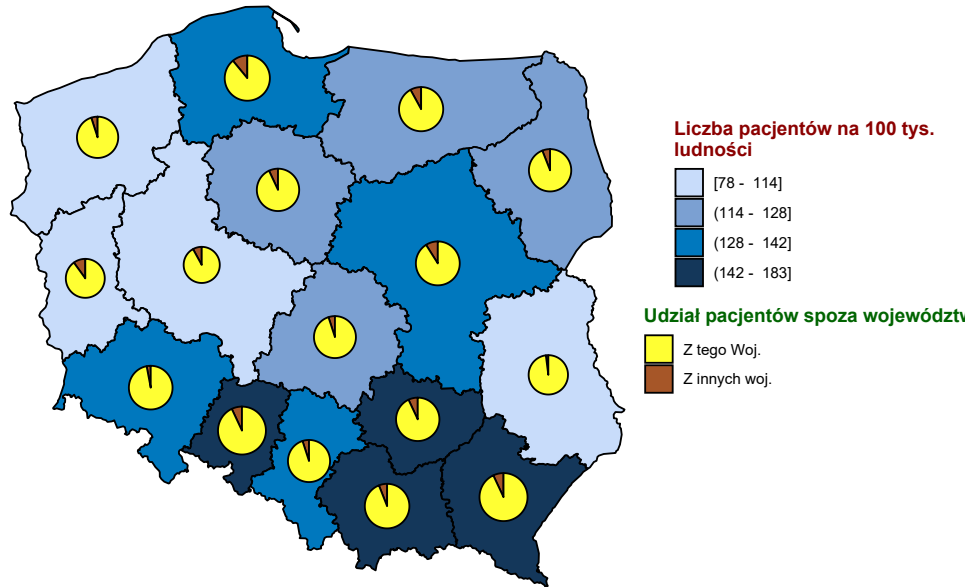 Liczba pacjentów na 100 tys.
ludności
[78 - 114]
(114 - 128]
(128 - 142]
(142 - 183]
Udział pacjentów spoza województw
Z tego Woj.
Z innych woj.